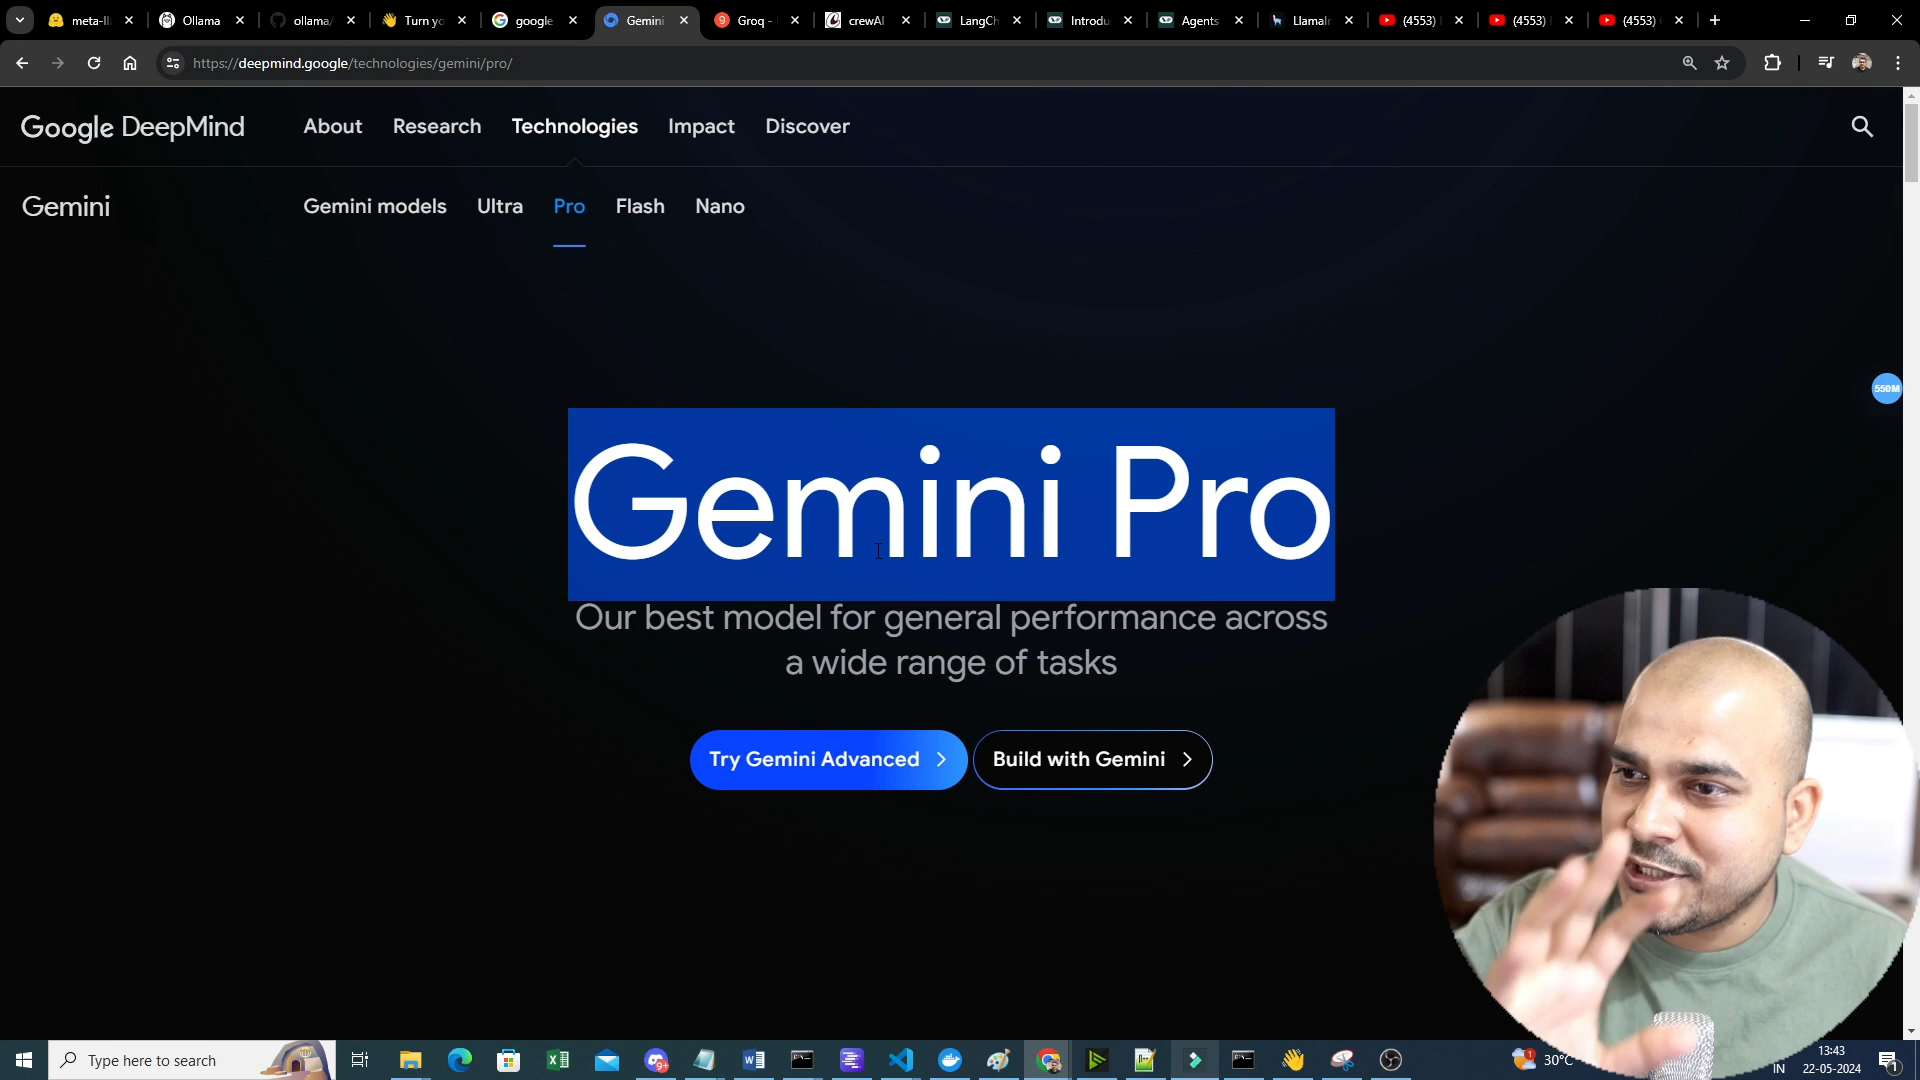 meta-ll
Ollama
ollama/
Turn yo
google
Gemini
Groq -
crewAI
LangCh
Introdu
Agents
LlamaIn
(4553)
(4553)
(4553)
https://deepmind.google/technologies/gemini/pro/
Google DeepMind
About
Research
Technologies
Impact
Discover
Gemini
Gemini models
Ultra
Pro
Flash
Nano
550M
Gemini Pro
Our best model for general performance across
a wide range of tasks
Try Gemini Advanced
Build with Gemini
Type here to search
30°C
IN
13:43
22-05-2024